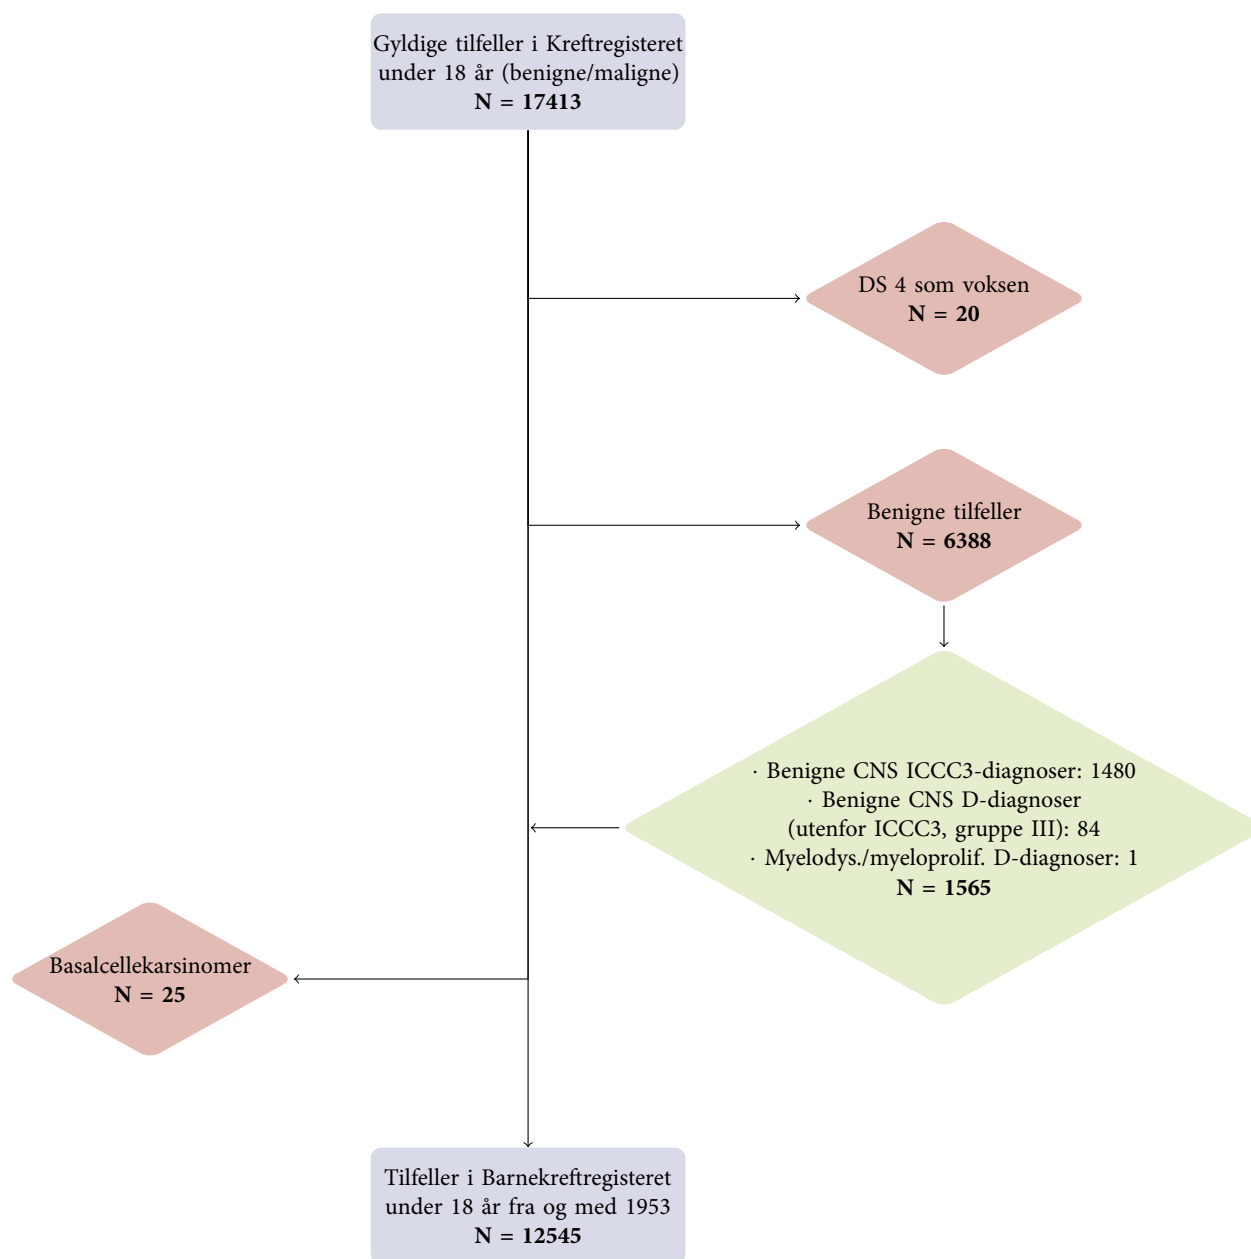 Gyldige tilfeller i Kreftregisteret
under 18 år (benigne/maligne)
N = 17413
DS 4 som voksen
N = 20
Benigne tilfeller
N = 6388
· Benigne CNS ICCC3-diagnoser: 1480
· Benigne CNS D-diagnoser
(utenfor ICCC3, gruppe III): 84
· Myelodys./myeloprolif. D-diagnoser: 1
N = 1565
Basalcellekarsinomer
N = 25
Tilfeller i Barnekreftregisteret
under 18 år fra og med 1953
N = 12545